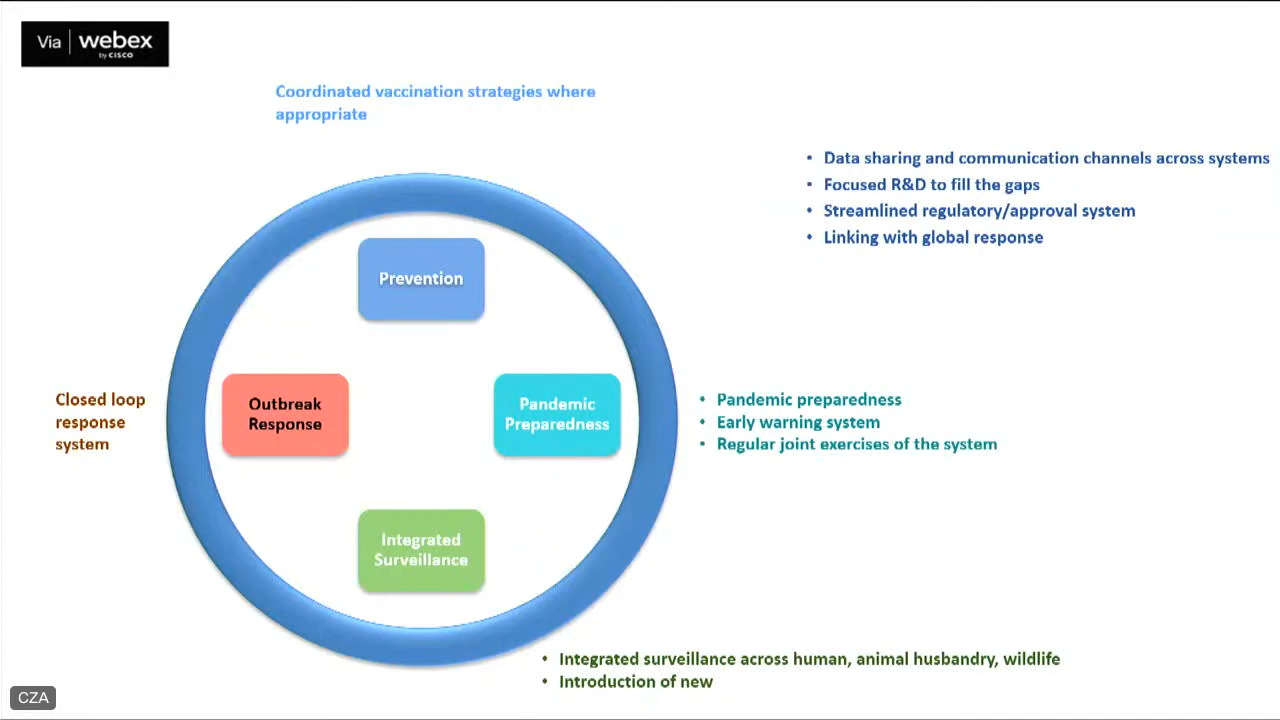 Via | webex
by CISCO
Coordinated vaccination strategies where
appropriate
• Data sharing and communication channels across systems
• Focused R&D to fill the gaps
• Streamlined regulatory/approval system
• Linking with global response
Prevention
Closed loop
response
system
Outbreak
Response
Pandemic
Preparedness
• Pandemic preparedness
• Early warning system
• Regular joint exercises of the system
Integrated
Surveillance
• Integrated surveillance across human, animal husbandry, wildlife
• Introduction of new
CZA